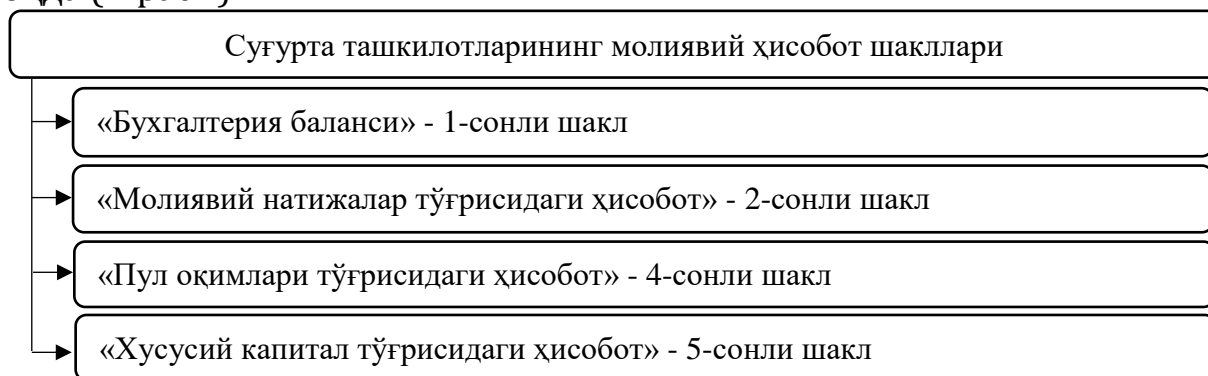 Суғурта ташкилотларининг молиявий ҳисобот шакллари
«Бухгалтерия баланси» - 1-сонли шакл
«Молиявий натижалар тўғрисидаги ҳисобот» - 2-сонли шакл
«Пул оқимлари тўғрисидаги ҳисобот» - 4-сонли шакл
«Хусусий капитал тўғрисидаги ҳисобот» - 5-сонли шакл